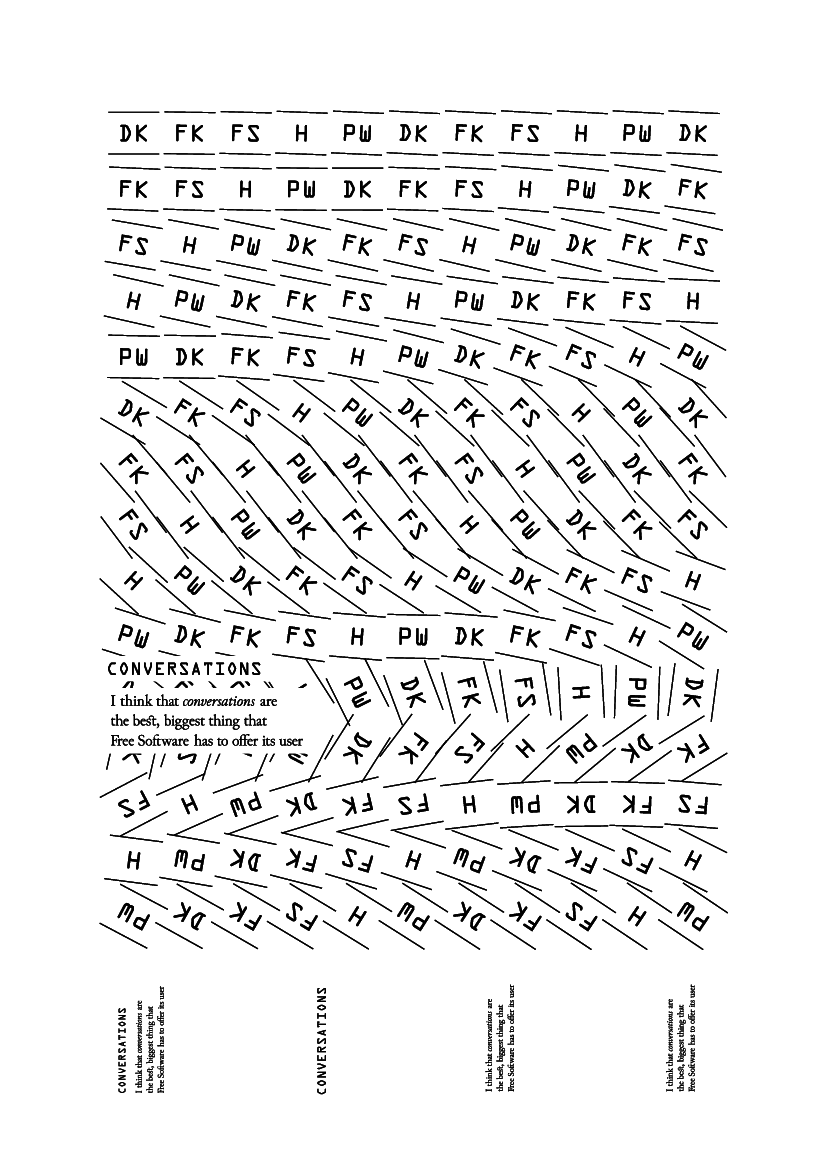 DK FK FS H PW DK FK FS H PW DK
FK FS H PW DK FK FS H PW DK FK
FS H PW DK FK FS H PW DK FK FS
H PW DK FK FS H PW DK FK FS H
PW DK FK FS H PW DK FK FS H PW
DK FK FS H PW DK FK FS H PW DK
FK FS H PW DK FK FS H PW DK FK
FS H PW DK FK FS H PW DK FK FS
H PW DK FK FS H PW DK FK FS H
PW DK FK FS H PW DK FK FS H PW
CONVERSATIONS
I think that conversations are
the best, biggest thing that
Free Software has to offer its user
PW DK FK FS H PW DK
DK FK FS H PW DK FK
FS H PW DK FK FS H PW DK FK FS
H PW DK FK FS H PW DK FK FS H
PW DK FK FS H PW DK FK FS H PW
CONVERSATIONS
I think that conversations are
the best, biggest thing that
Free Software has to offer its user
CONVERSATIONS
I think that conversations are
the best, biggest thing that
Free Software has to offer its user
I think that conversations are
the best, biggest thing that
Free Software has to offer its user